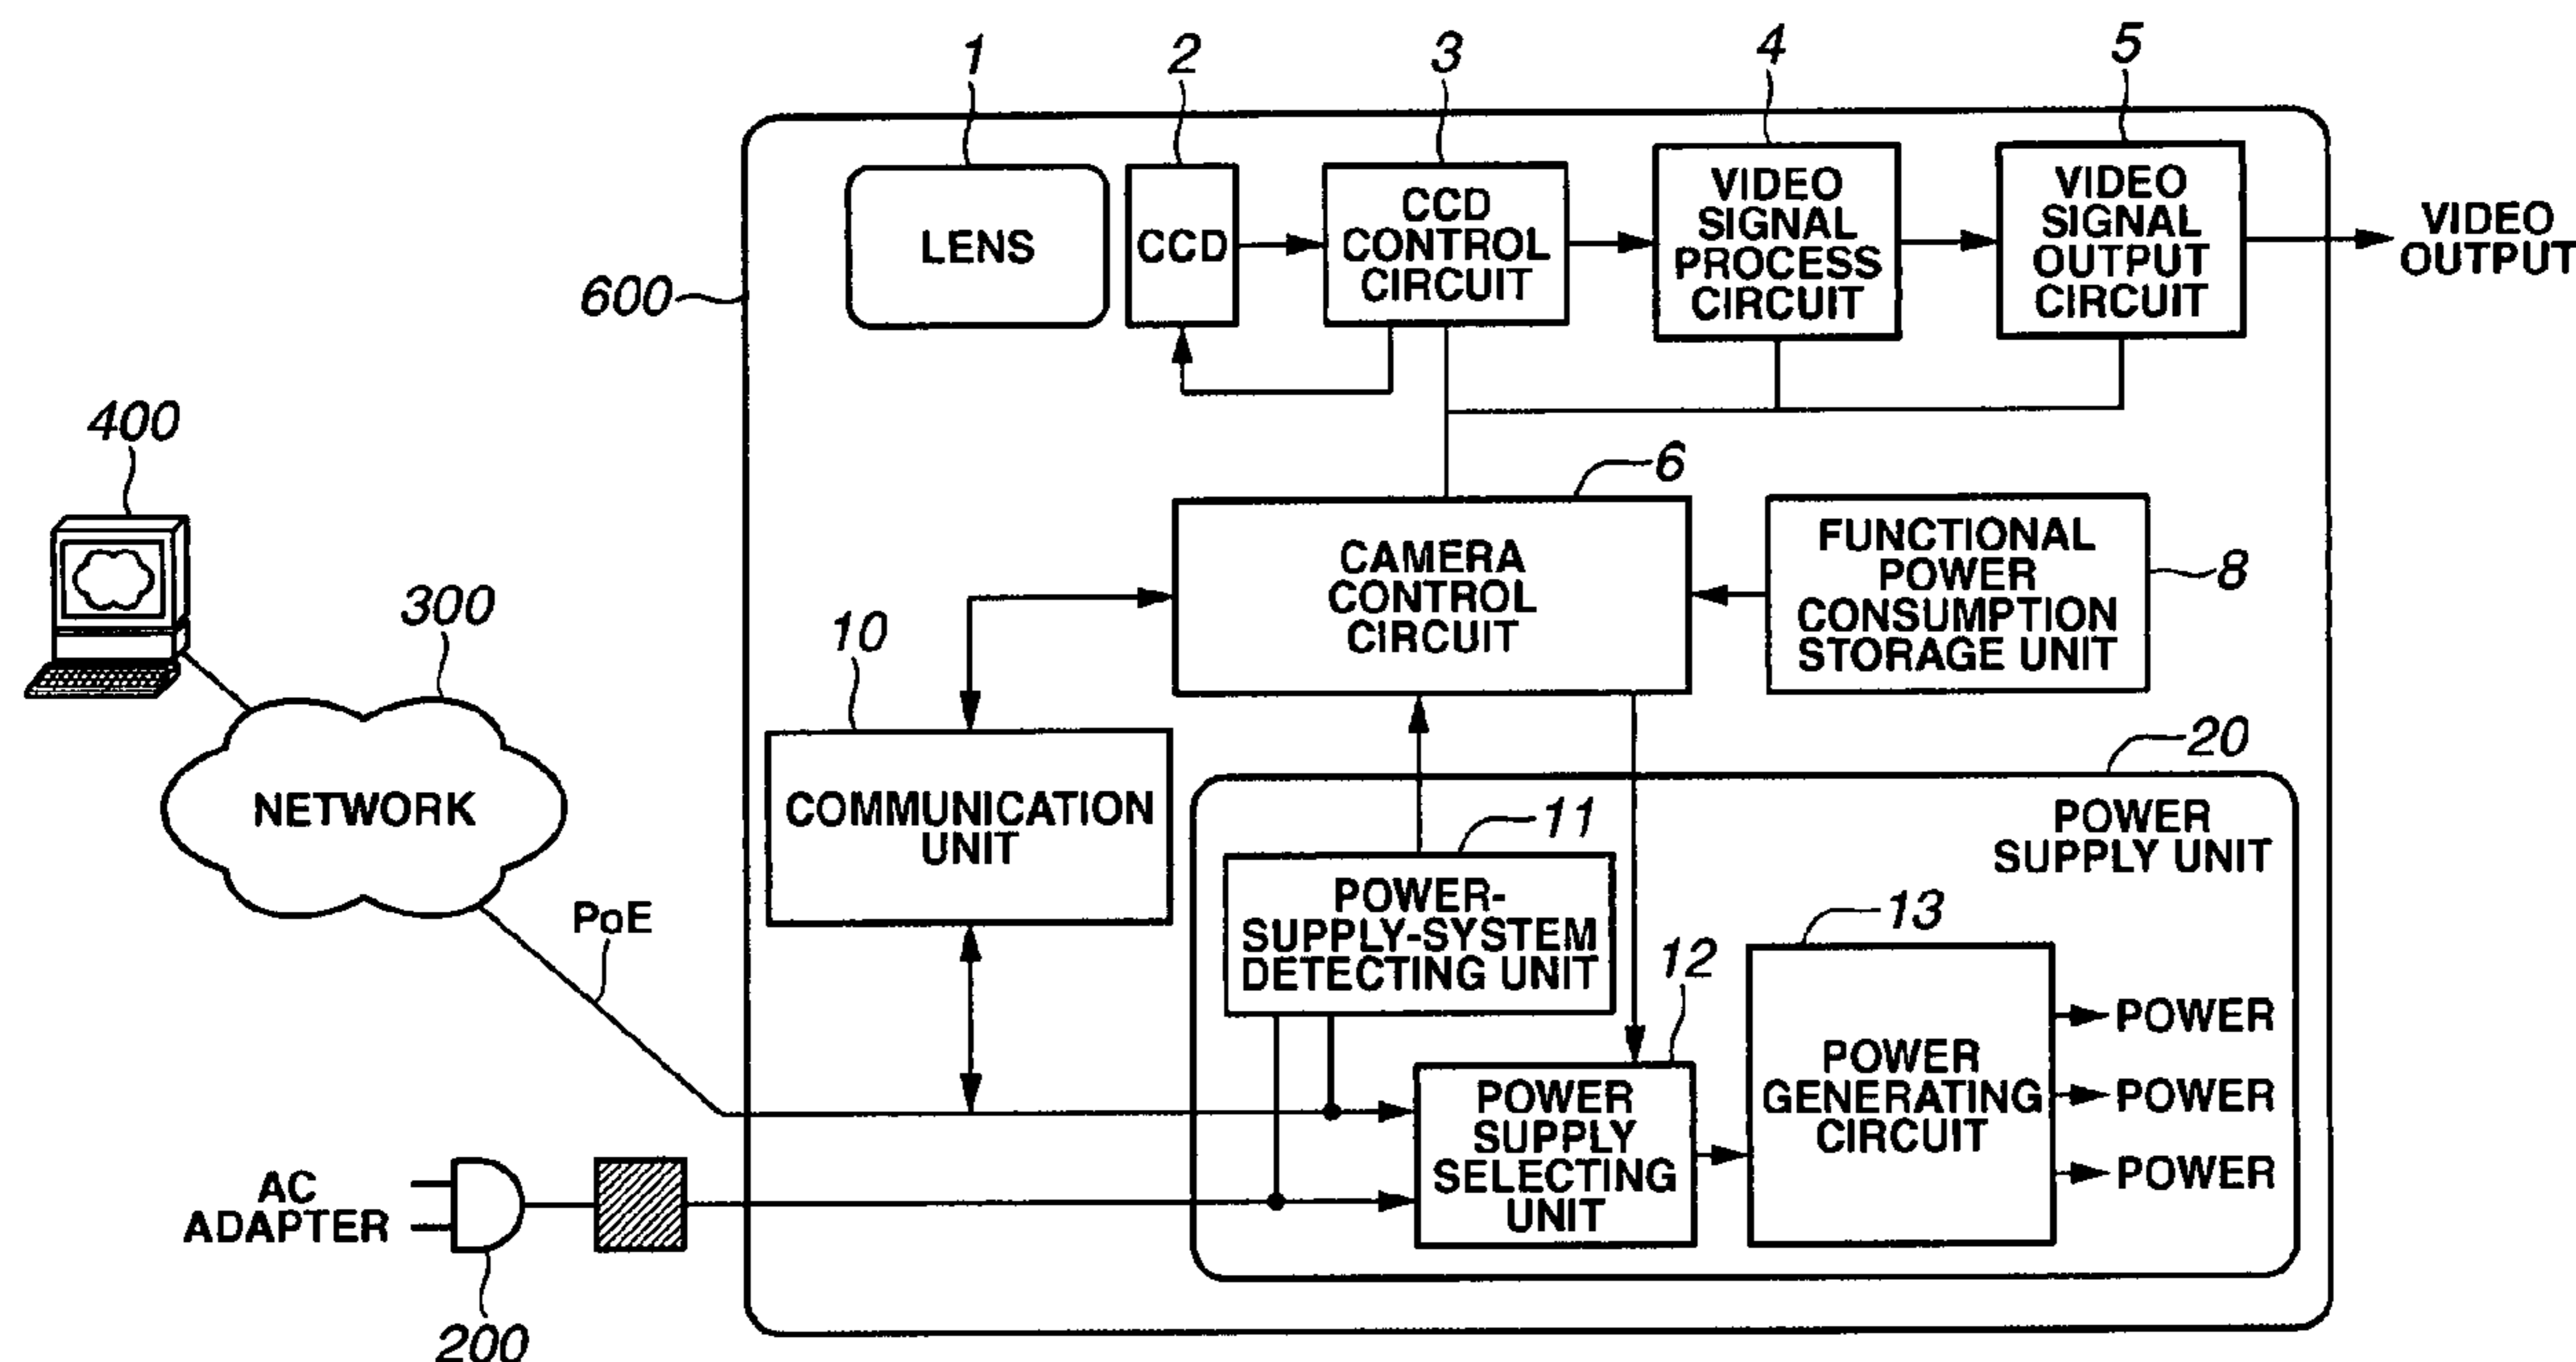 1
2
3
4
5
LENS
CCD
CCD
CONTROL
CIRCUIT
VIDEO
SIGNAL
PROCESS
CIRCUIT
VIDEO
SIGNAL
OUTPUT
CIRCUIT
VIDEO
OUTPUT
600
400
6
CAMERA
CONTROL
CIRCUIT
FUNCTIONAL
POWER
CONSUMPTION
STORAGE UNIT
8
300
10
NETWORK
COMMUNICATION
UNIT
20
POWER
SUPPLY UNIT
11
POWER-
SUPPLY-SYSTEM
DETECTING UNIT
PoE
12
13
POWER
SUPPLY
SELECTING
UNIT
POWER
GENERATING
CIRCUIT
POWER
POWER
POWER
AC
ADAPTER
200